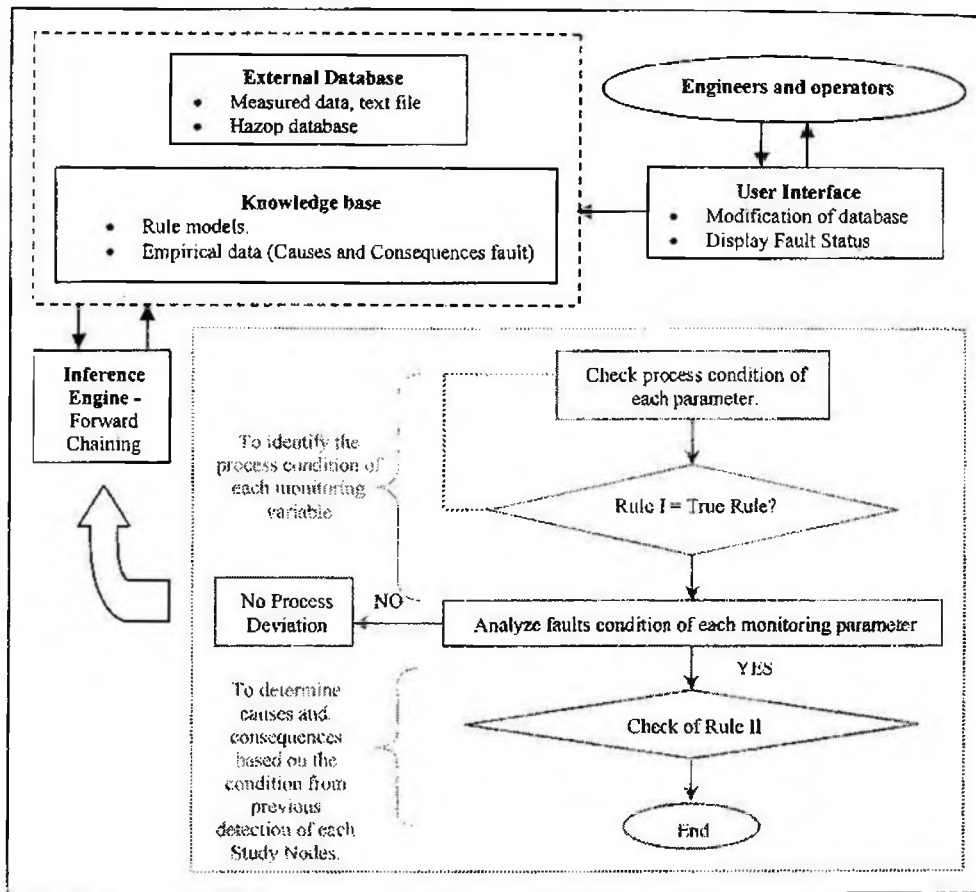 External Database
• Measured data, text file
• Hazop database
Engineers and operators
Knowledge base
• Rule models.
• Empirical data (Causes and Consequences fault)
User Interface
• Modification of database
• Display Fault Status
Inference
Engine -
Forward
Chaining
Check process condition of
each parameter.
To identify the
process condition of
each monitoring
variable
Rule I = True Rule?
No Process
Deviation
NO
Analyze faults condition of each monitoring parameter
YES
To determine
causes and
consequences
based on the
condition from
previous
detection of each
Study Nodes.
Check of Rule II
End